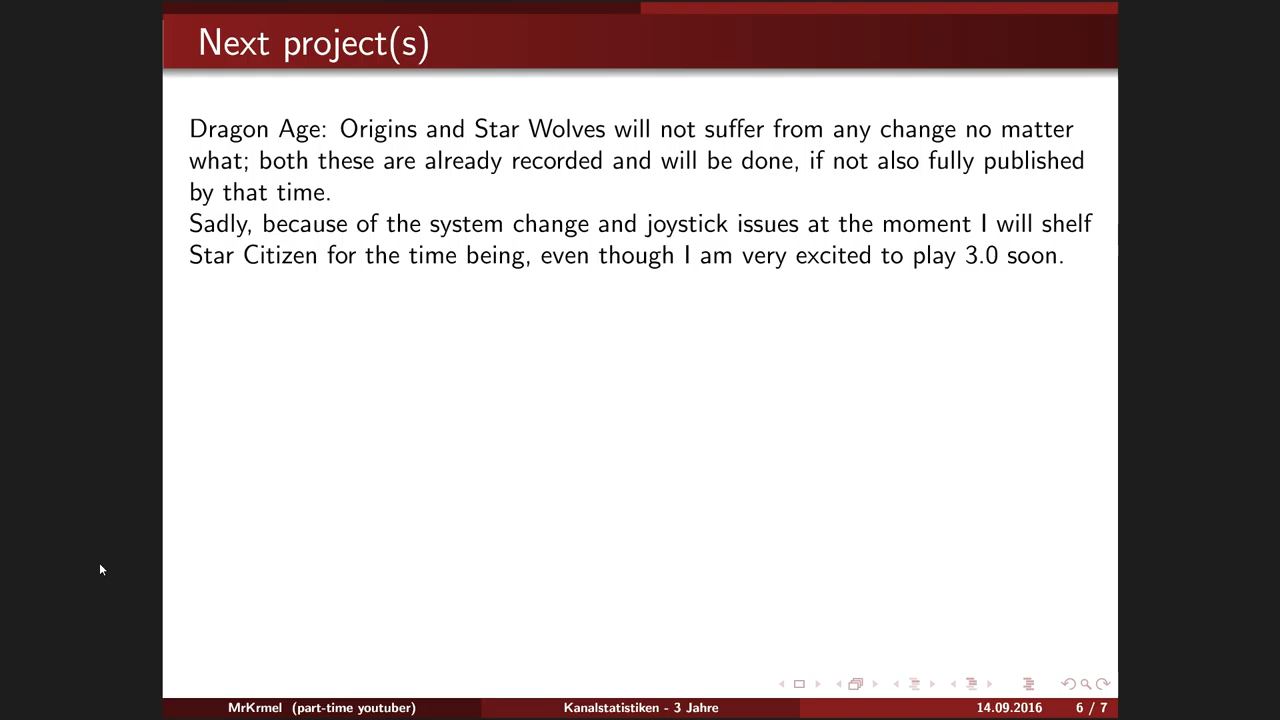 Next project(s)
Dragon Age: Origins and Star Wolves will not suffer from any change no matter
what; both these are already recorded and will be done, if not also fully published
by that time.
Sadly, because of the system change and joystick issues at the moment I will shelf
Star Citizen for the time being, even though I am very excited to play 3.0 soon.
MrKrmel (part-time youtuber)
Kanalstatistiken - 3 Jahre
14.09.2016
6 / 7